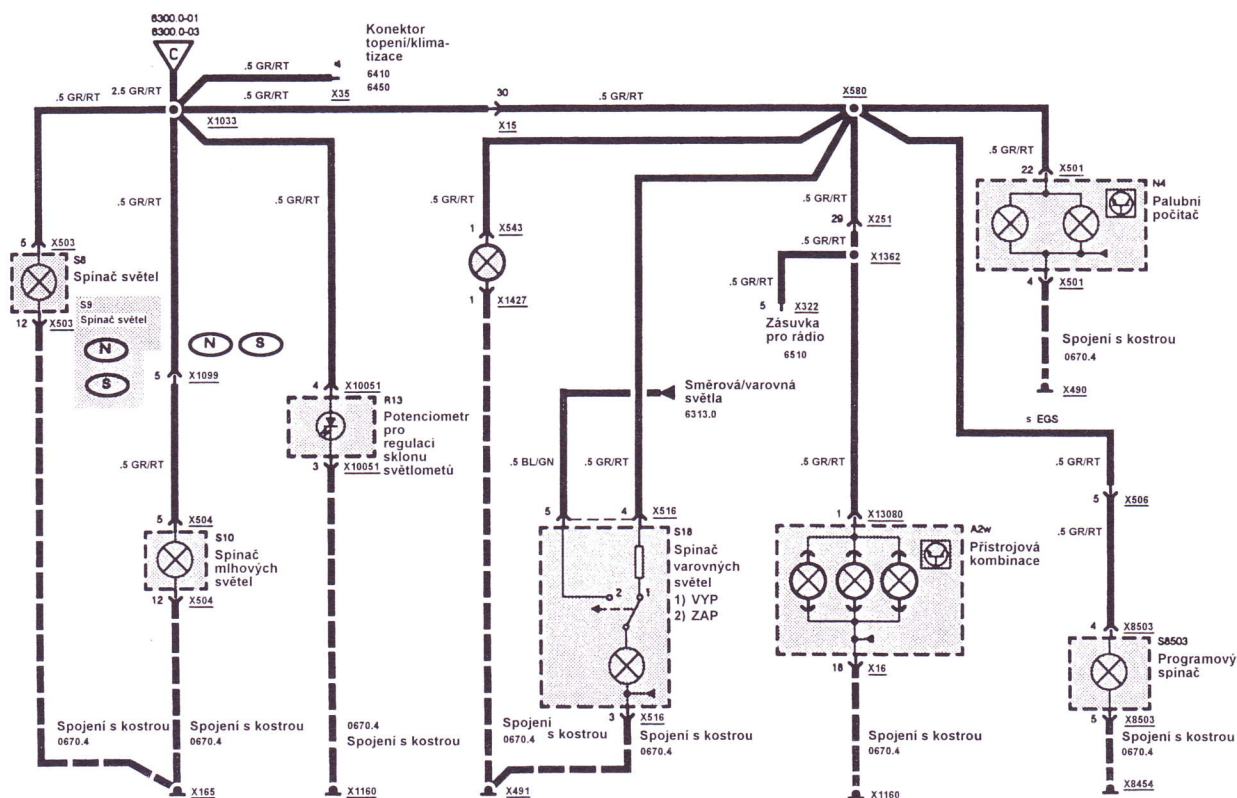 6300.0-01
6300.0-03
C
2.5 GR/RT
.5 GR/RT
.5 GR/RT
4
Konektor
topení/klima-
tizace
6410
6450
.5 GR/RT
X35
30
X15
.5 GR/RT
X580
X1033
.5 GR/RT
.5 GR/RT
.5 GR/RT
.5 GR/RT
.5 GR/RT
22
X501
N4
Palubní
počítač
4
X501
Spojení s kostrou
0670.4
X490
5
X503
S8
Spínač světel
12
X503
S9
Spínač světel
N
S
N
S
5
X1099
.5 GR/RT
5
X504
S10
Spínač
mlhových
světel
12
X504
4
X10051
R13
Potenciometr
pro
regulaci
sklonu
světlometů
3
X10051
1
X543
1
X1427
29
X251
.5 GR/RT
X1362
.5 GR/RT
5
X322
Zásuvka
pro rádio
6510
Směrová/varovná
světla
6313.0
.5 BL/GN
.5 GR/RT
5
4
X516
S18
Spínač
varovných
světel
1) VYP
2) ZAP
2
1
3
X516
.5 GR/RT
1
X13080
A2w
Přístrojová
kombinace
18
X16
s EGS
.5 GR/RT
5
X506
.5 GR/RT
4
X8503
S8503
Programový
spínač
5
X8503
0670.4
Spojení s kostrou
X8454
Spojení s kostrou
0670.4
Spojení s kostrou
0670.4
X165
0670.4
Spojení s kostrou
X1160
Spojení
s kostrou
0670.4
0670.4
X491
Spojení s kostrou
0670.4
X1160